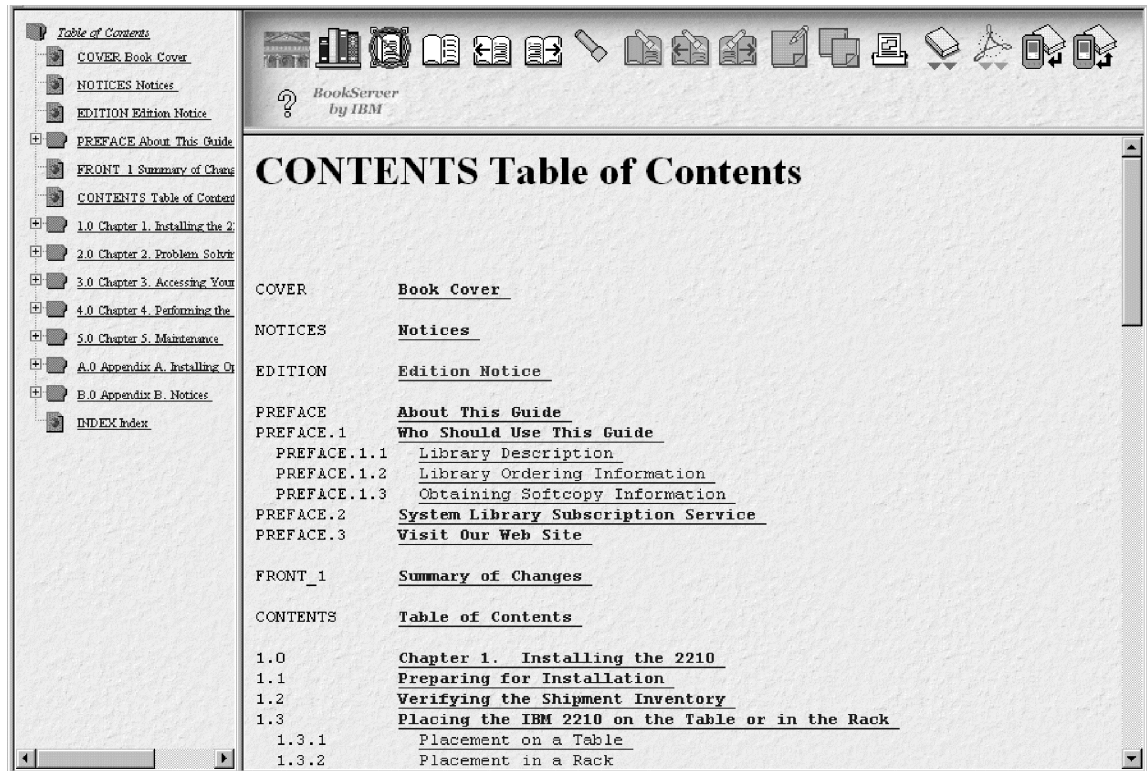 Table of Contents
COVER Book Cover
NOTICES Notices
EDITION Edition Notice
PREFACE About This Guide
FRONT_1 Summary of Chang
CONTENTS Table of Content
1.0 Chapter 1. Installing the 2
2.0 Chapter 2. Problem Solvin
3.0 Chapter 3. Accessing Your
4.0 Chapter 4. Performing the
5.0 Chapter 5. Maintenance
A.0 Appendix A. Installing Op
B.0 Appendix B. Notices
INDEX Index
BookServer
by IBM
CONTENTS Table of Contents
COVER Book Cover
NOTICES Notices
EDITION Edition Notice
PREFACE About This Guide
PREFACE.1 Who Should Use This Guide
PREFACE.1.1 Library Description
PREFACE.1.2 Library Ordering Information
PREFACE.1.3 Obtaining Softcopy Information
PREFACE.2 System Library Subscription Service
PREFACE.3 Visit Our Web Site
FRONT_1 Summary of Changes
CONTENTS Table of Contents
1.0 Chapter 1. Installing the 2210
1.1 Preparing for Installation
1.2 Verifying the Shipment Inventory
1.3 Placing the IBM 2210 on the Table or in the Rack
1.3.1 Placement on a Table
1.3.2 Placement in a Rack